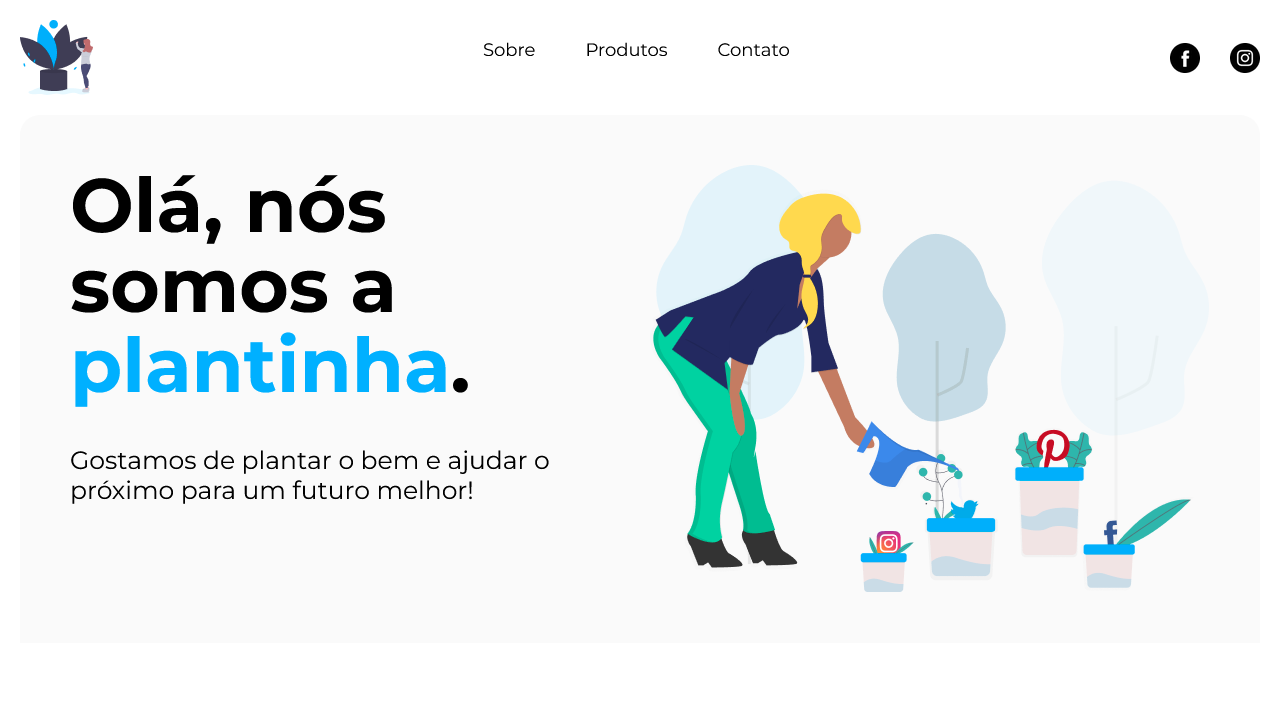 Sobre Produtos Contato
Olá, nós
somos a
plantinha.
Gostamos de plantar o bem e ajudar o
próximo para um futuro melhor!